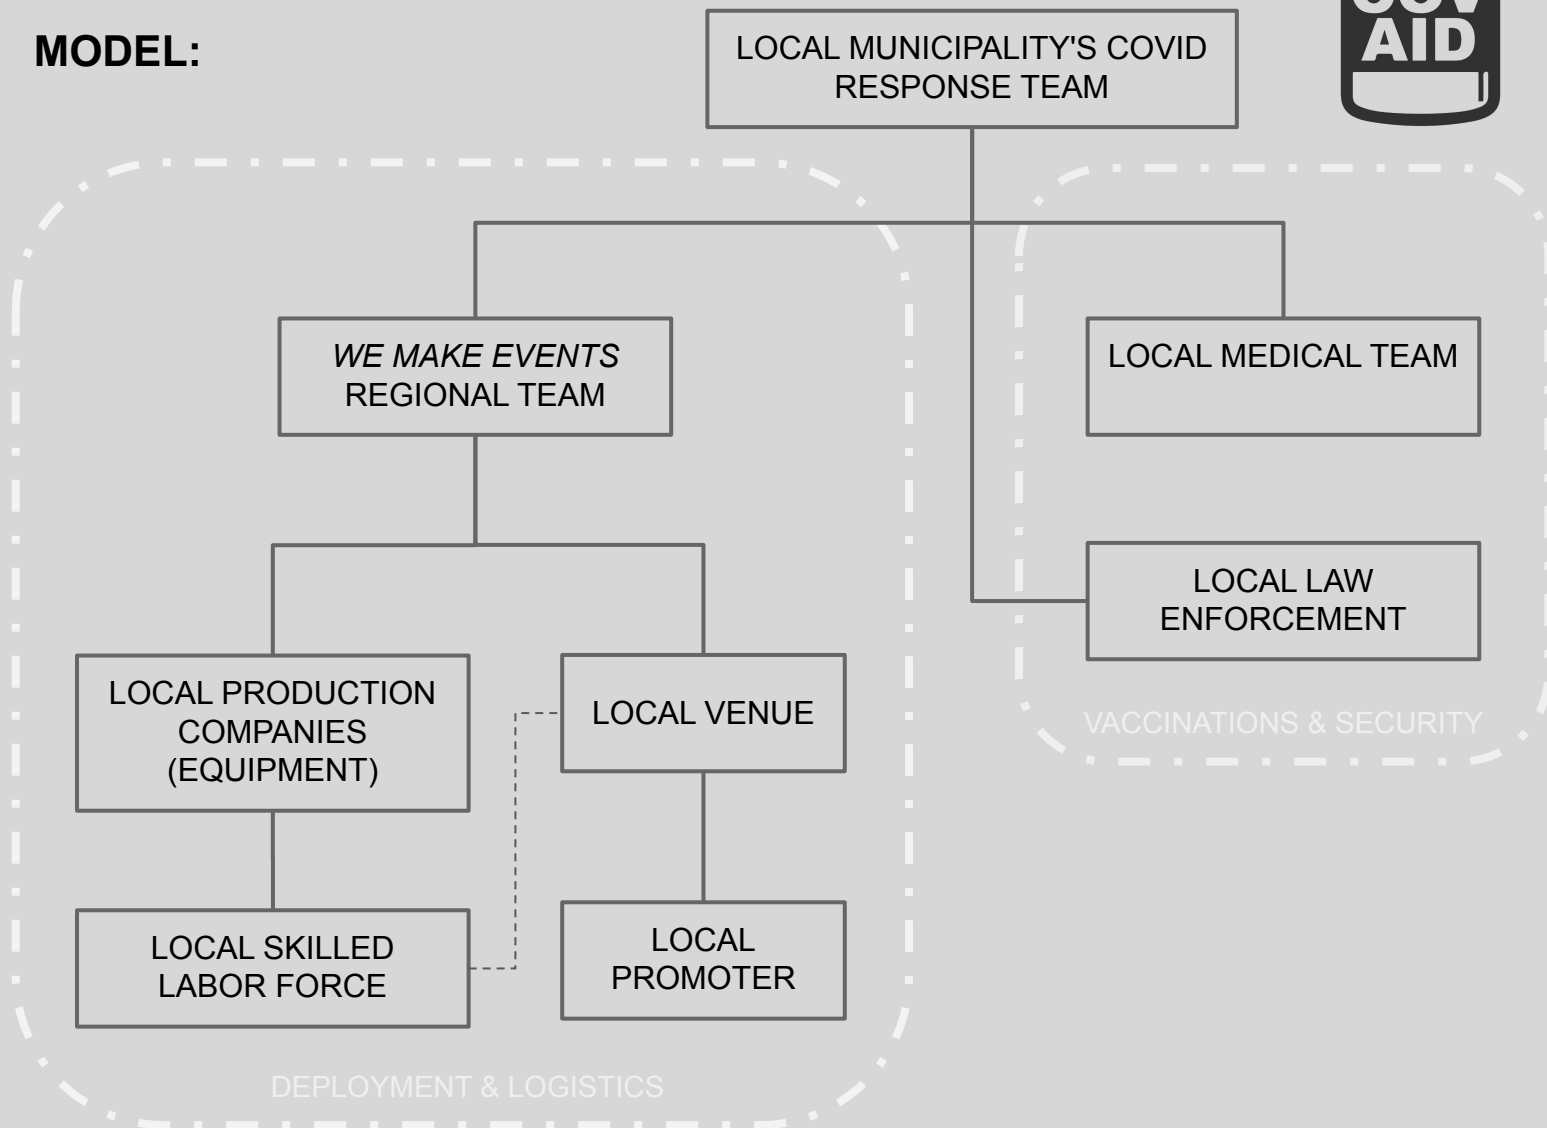 MODEL:
LOCAL MUNICIPALITY'S COVID
RESPONSE TEAM
AID
WE MAKE EVENTS
REGIONAL TEAM
LOCAL MEDICAL TEAM
LOCAL LAW
ENFORCEMENT
LOCAL PRODUCTION
COMPANIES
(EQUIPMENT)
LOCAL VENUE
VACCINATIONS & SECURITY
LOCAL SKILLED
LABOR FORCE
LOCAL
PROMOTER
DEPLOYMENT & LOGISTICS